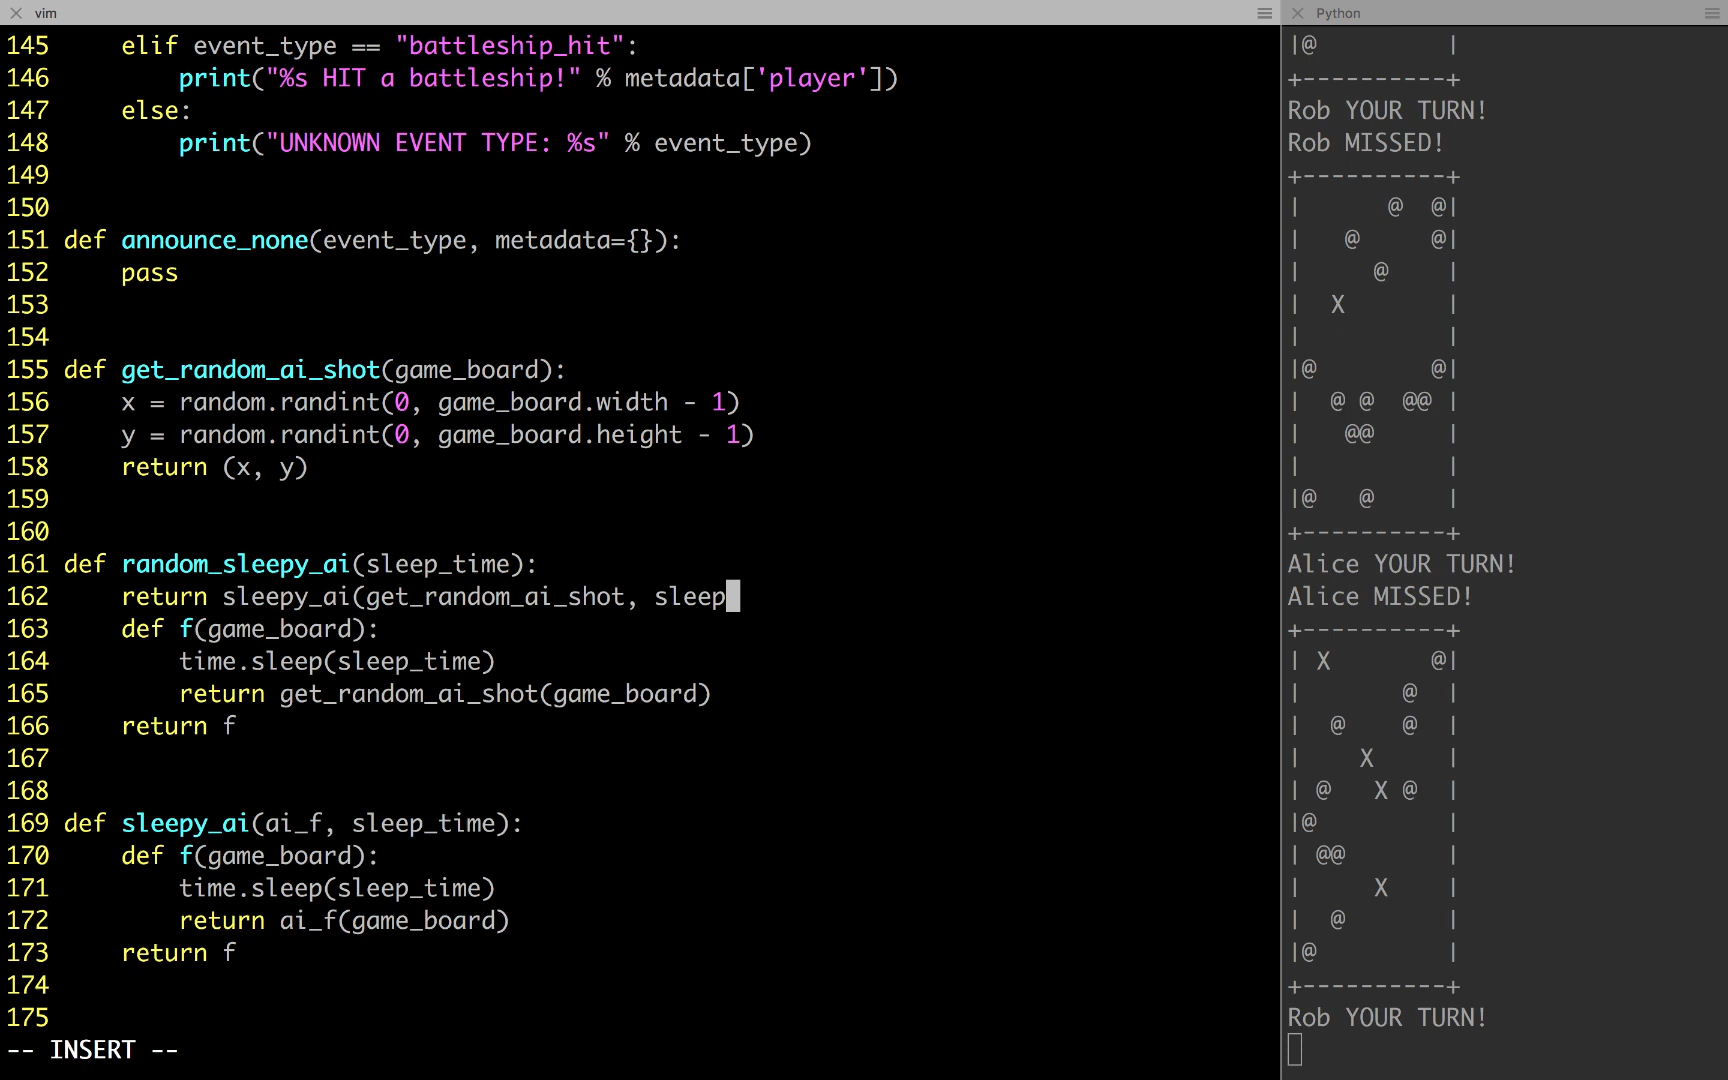 vim
145     elif event_type == "battleship_hit":
146         print("%s HIT a battleship!" % metadata['player'])
147     else:
148         print("UNKNOWN EVENT TYPE: %s" % event_type)
149
150
151 def announce_none(event_type, metadata={}):
152     pass
153
154
155 def get_random_ai_shot(game_board):
156     x = random.randint(0, game_board.width - 1)
157     y = random.randint(0, game_board.height - 1)
158     return (x, y)
159
160
161 def random_sleepy_ai(sleep_time):
162     return sleepy_ai(get_random_ai_shot, sleep
163     def f(game_board):
164         time.sleep(sleep_time)
165         return get_random_ai_shot(game_board)
166     return f
167
168
169 def sleepy_ai(ai_f, sleep_time):
170     def f(game_board):
171         time.sleep(sleep_time)
172         return ai_f(game_board)
173     return f
174
175
-- INSERT --
Python
|@         |
+----------+
Rob YOUR TURN!
Rob MISSED!
+----------+
|      @  @|
|   @     @|
|     @    |
|  X       |
|          |
|@        @|
|  @ @  @@ |
|   @@     |
|          |
|@   @     |
+----------+
Alice YOUR TURN!
Alice MISSED!
+----------+
| X       @|
|       @  |
|  @    @  |
|    X     |
| @   X @  |
|@         |
| @@       |
|     X    |
|  @       |
|@         |
+----------+
Rob YOUR TURN!